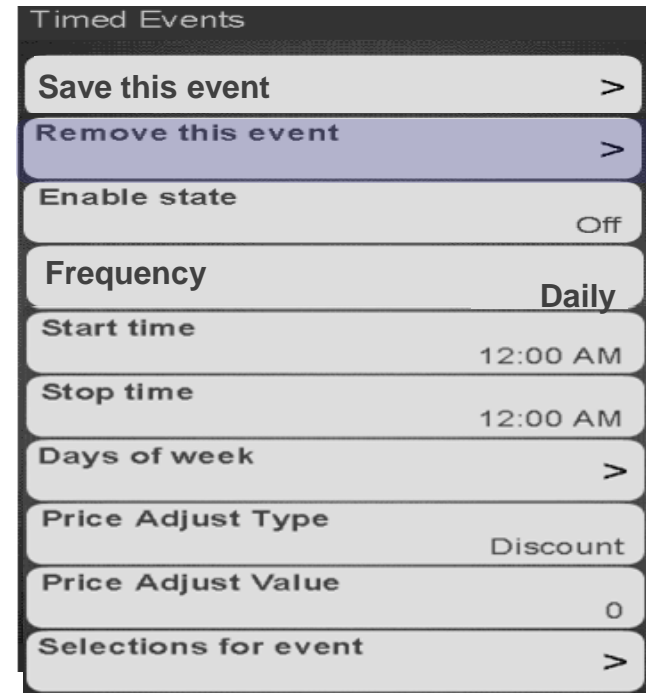 Timed Events
Save this event >
Remove this event >
Enable state
Off
Frequency
Daily
Start time
12:00 AM
Stop time
12:00 AM
Days of week >
Price Adjust Type
Discount
Price Adjust Value
0
Selections for event >